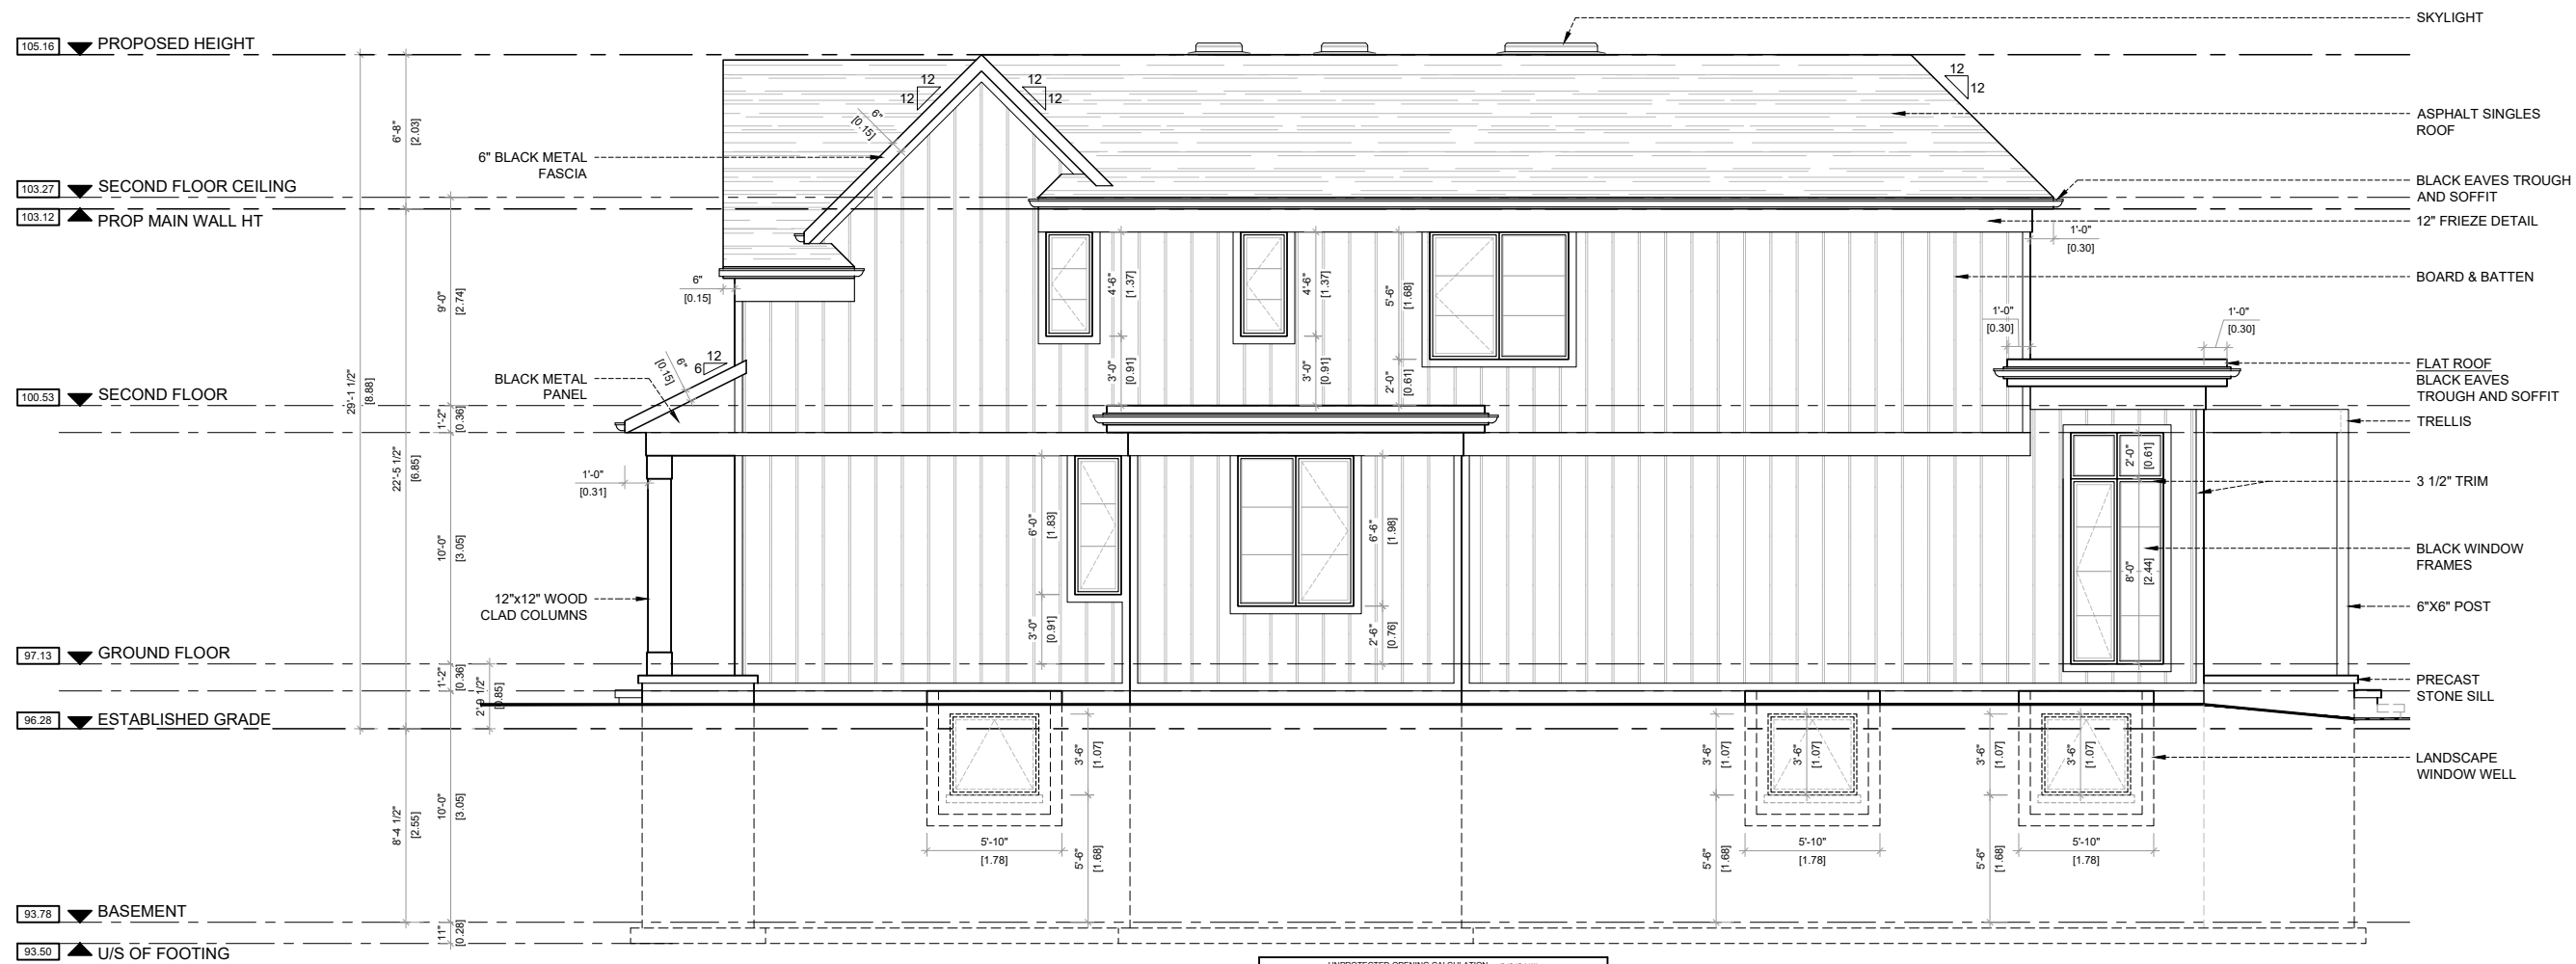 105.16 PROPOSED HEIGHT
103.27 SECOND FLOOR CEILING
103.12 PROP MAIN WALL HT
100.53 SECOND FLOOR
97.13 GROUND FLOOR
96.28 ESTABLISHED GRADE
93.78 BASEMENT
93.50 U/S OF FOOTING
29'-1 1/2"
[8.88]
6'-8"
[2.03]
22'-5 1/2"
[6.85]
8'-4 1/2"
[2.55]
9'-0"
[2.74]
1'-2"
[0.36]
10'-0"
[3.05]
1'-2"
[0.36]
2'-9 1/2"
[0.85]
10'-0"
[3.05]
11"
[0.28]
6" BLACK METAL
FASCIA
BLACK METAL
PANEL
12"x12" WOOD
CLAD COLUMNS
12
12
12
12
12
12
6"
[0.15]
6"
[0.15]
12
6
6"
[0.15]
1'-0"
[0.31]
4'-6"
[1.37]
3'-0"
[0.91]
4'-6"
[1.37]
3'-0"
[0.91]
5'-6"
[1.68]
2'-0"
[0.61]
1'-0"
[0.30]
1'-0"
[0.30]
1'-0"
[0.30]
6'-0"
[1.83]
3'-0"
[0.91]
6'-6"
[1.98]
2'-6"
[0.76]
2'-0"
[0.61]
8'-0"
[2.44]
3'-6"
[1.07]
5'-6"
[1.68]
5'-10"
[1.78]
3'-6"
[1.07]
3'-6"
[1.07]
5'-6"
[1.68]
5'-10"
[1.78]
3'-6"
[1.07]
3'-6"
[1.07]
5'-6"
[1.68]
5'-10"
[1.78]
SKYLIGHT
ASPHALT SINGLES
ROOF
BLACK EAVES TROUGH
AND SOFFIT
12" FRIEZE DETAIL
BOARD & BATTEN
FLAT ROOF
BLACK EAVES
TROUGH AND SOFFIT
TRELLIS
3 1/2" TRIM
BLACK WINDOW
FRAMES
6"X6" POST
PRECAST
STONE SILL
LANDSCAPE
WINDOW WELL
UNPROTECTED OPENING CALCULATION